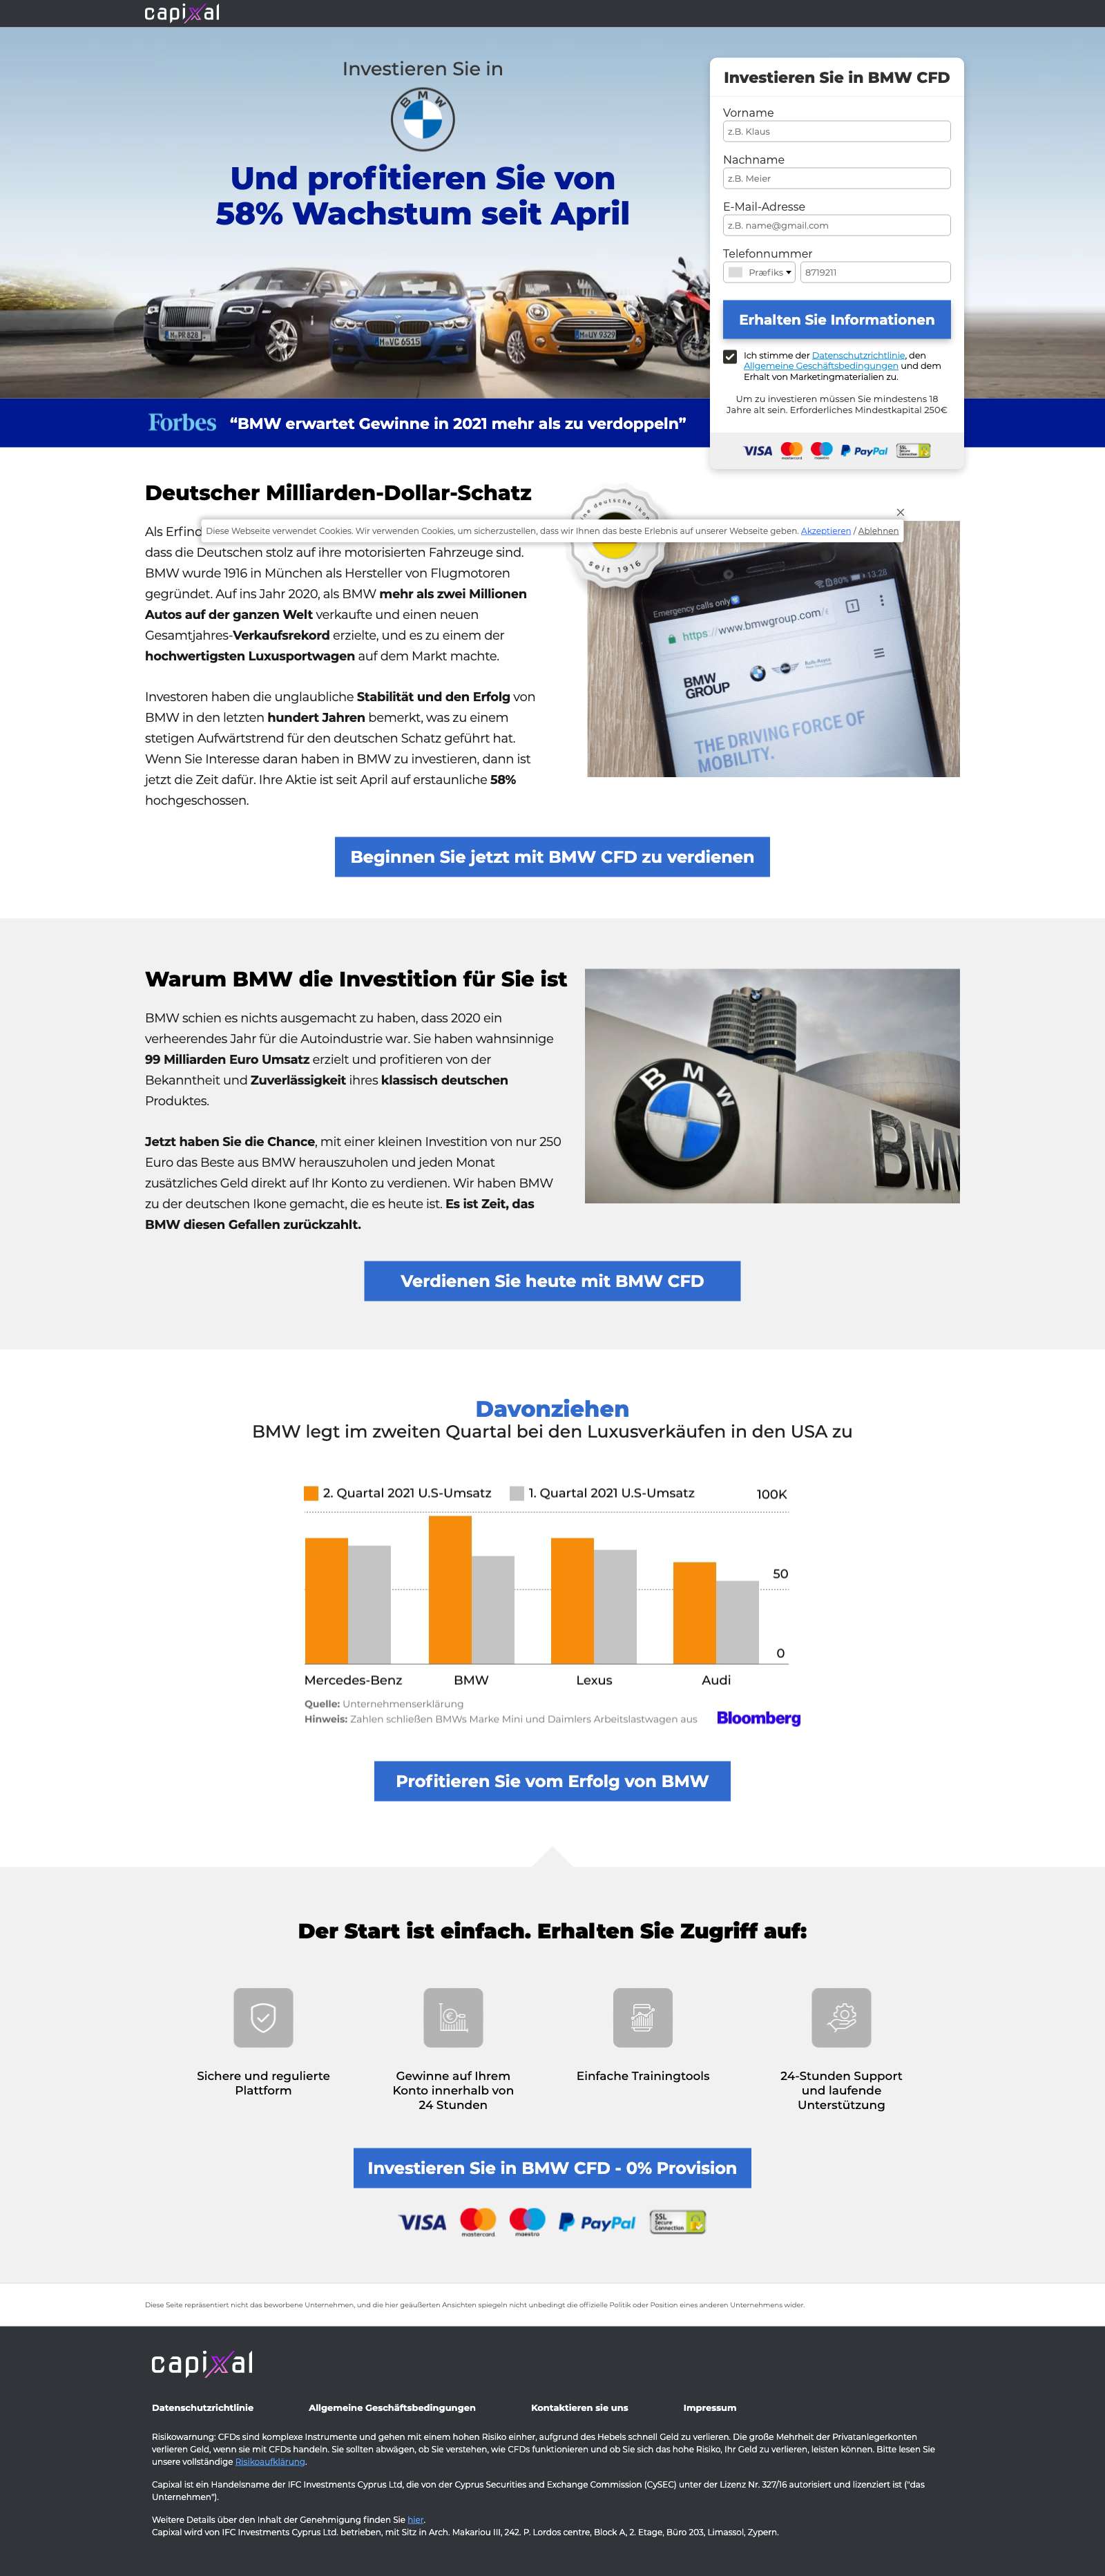 capixal
Investieren Sie in
BMW
Und profitieren Sie von
58% Wachstum seit April
M·PR 828
M·VC 6515
M·UY 9329
Investieren Sie in BMW CFD
Vorname
z.B. Klaus
Nachname
z.B. Meier
E-Mail-Adresse
z.B. name@gmail.com
Telefonnummer
Præfiks
8719211
Erhalten Sie Informationen
Ich stimme der Datenschutzrichtlinie, den
Allgemeine Geschäftsbedingungen und dem
Erhalt von Marketingmaterialien zu.
Um zu investieren müssen Sie mindestens 18
Jahre alt sein. Erforderliches Mindestkapital 250€
VISA mastercard maestro PayPal SSL Secure Connection
Forbes
“BMW erwartet Gewinne in 2021 mehr als zu verdoppeln”
Deutscher Milliarden-Dollar-Schatz
Als Erfind
Diese Webseite verwendet Cookies. Wir verwenden Cookies, um sicherzustellen, dass wir Ihnen das beste Erlebnis auf unserer Webseite geben. Akzeptieren / Ablehnen
dass die Deutschen stolz auf ihre motorisierten Fahrzeuge sind.
BMW wurde 1916 in München als Hersteller von Flugmotoren
gegründet. Auf ins Jahr 2020, als BMW mehr als zwei Millionen
Autos auf der ganzen Welt verkaufte und einen neuen
Gesamtjahres-Verkaufsrekord erzielte, und es zu einem der
hochwertigsten Luxusportwagen auf dem Markt machte.
Investoren haben die unglaubliche Stabilität und den Erfolg von
BMW in den letzten hundert Jahren bemerkt, was zu einem
stetigen Aufwärtstrend für den deutschen Schatz geführt hat.
Wenn Sie Interesse daran haben in BMW zu investieren, dann ist
jetzt die Zeit dafür. Ihre Aktie ist seit April auf erstaunliche 58%
hochgeschossen.
deutsche
seit 1916
80% 13.28
Emergency calls only
https://www.bmwgroup.com/
1
BMW
GROUP
Rolls-Royce
THE DRIVING FORCE OF
MOBILITY.
Beginnen Sie jetzt mit BMW CFD zu verdienen
Warum BMW die Investition für Sie ist
BMW schien es nichts ausgemacht zu haben, dass 2020 ein
verheerendes Jahr für die Autoindustrie war. Sie haben wahnsinnige
99 Milliarden Euro Umsatz erzielt und profitieren von der
Bekanntheit und Zuverlässigkeit ihres klassisch deutschen
Produktes.
Jetzt haben Sie die Chance, mit einer kleinen Investition von nur 250
Euro das Beste aus BMW herauszuholen und jeden Monat
zusätzliches Geld direkt auf Ihr Konto zu verdienen. Wir haben BMW
zu der deutschen Ikone gemacht, die es heute ist. Es ist Zeit, das
BMW diesen Gefallen zurückzahlt.
BMW
BMW
Verdienen Sie heute mit BMW CFD
Davonziehen
BMW legt im zweiten Quartal bei den Luxusverkäufen in den USA zu
2. Quartal 2021 U.S-Umsatz 1. Quartal 2021 U.S-Umsatz 100K
50
0
Mercedes-Benz BMW Lexus Audi
Quelle: Unternehmenserklärung
Hinweis: Zahlen schließen BMWs Marke Mini und Daimlers Arbeitslastwagen aus
Bloomberg
Profitieren Sie vom Erfolg von BMW
Der Start ist einfach. Erhalten Sie Zugriff auf:
Sichere und regulierte
Plattform
Gewinne auf Ihrem
Konto innerhalb von
24 Stunden
Einfache Trainingtools
24-Stunden Support
und laufende
Unterstützung
Investieren Sie in BMW CFD - 0% Provision
VISA mastercard maestro PayPal SSL Secure Connection
Diese Seite repräsentiert nicht das beworbene Unternehmen, und die hier geäußerten Ansichten spiegeln nicht unbedingt die offizielle Politik oder Position eines anderen Unternehmens wider.
capixal
Datenschutzrichtlinie Allgemeine Geschäftsbedingungen Kontaktieren sie uns Impressum
Risikowarnung: CFDs sind komplexe Instrumente und gehen mit einem hohen Risiko einher, aufgrund des Hebels schnell Geld zu verlieren. Die große Mehrheit der Privatanlegerkonten
verlieren Geld, wenn sie mit CFDs handeln. Sie sollten abwägen, ob Sie verstehen, wie CFDs funktionieren und ob Sie sich das hohe Risiko, Ihr Geld zu verlieren, leisten können. Bitte lesen Sie
unsere vollständige Risikoaufklärung.
Capixal ist ein Handelsname der IFC Investments Cyprus Ltd, die von der Cyprus Securities and Exchange Commission (CySEC) unter der Lizenz Nr. 327/16 autorisiert und lizenziert ist ("das
Unternehmen").
Weitere Details über den Inhalt der Genehmigung finden Sie hier.
Capixal wird von IFC Investments Cyprus Ltd. betrieben, mit Sitz in Arch. Makariou III, 242. P. Lordos centre, Block A, 2. Etage, Büro 203, Limassol, Zypern.